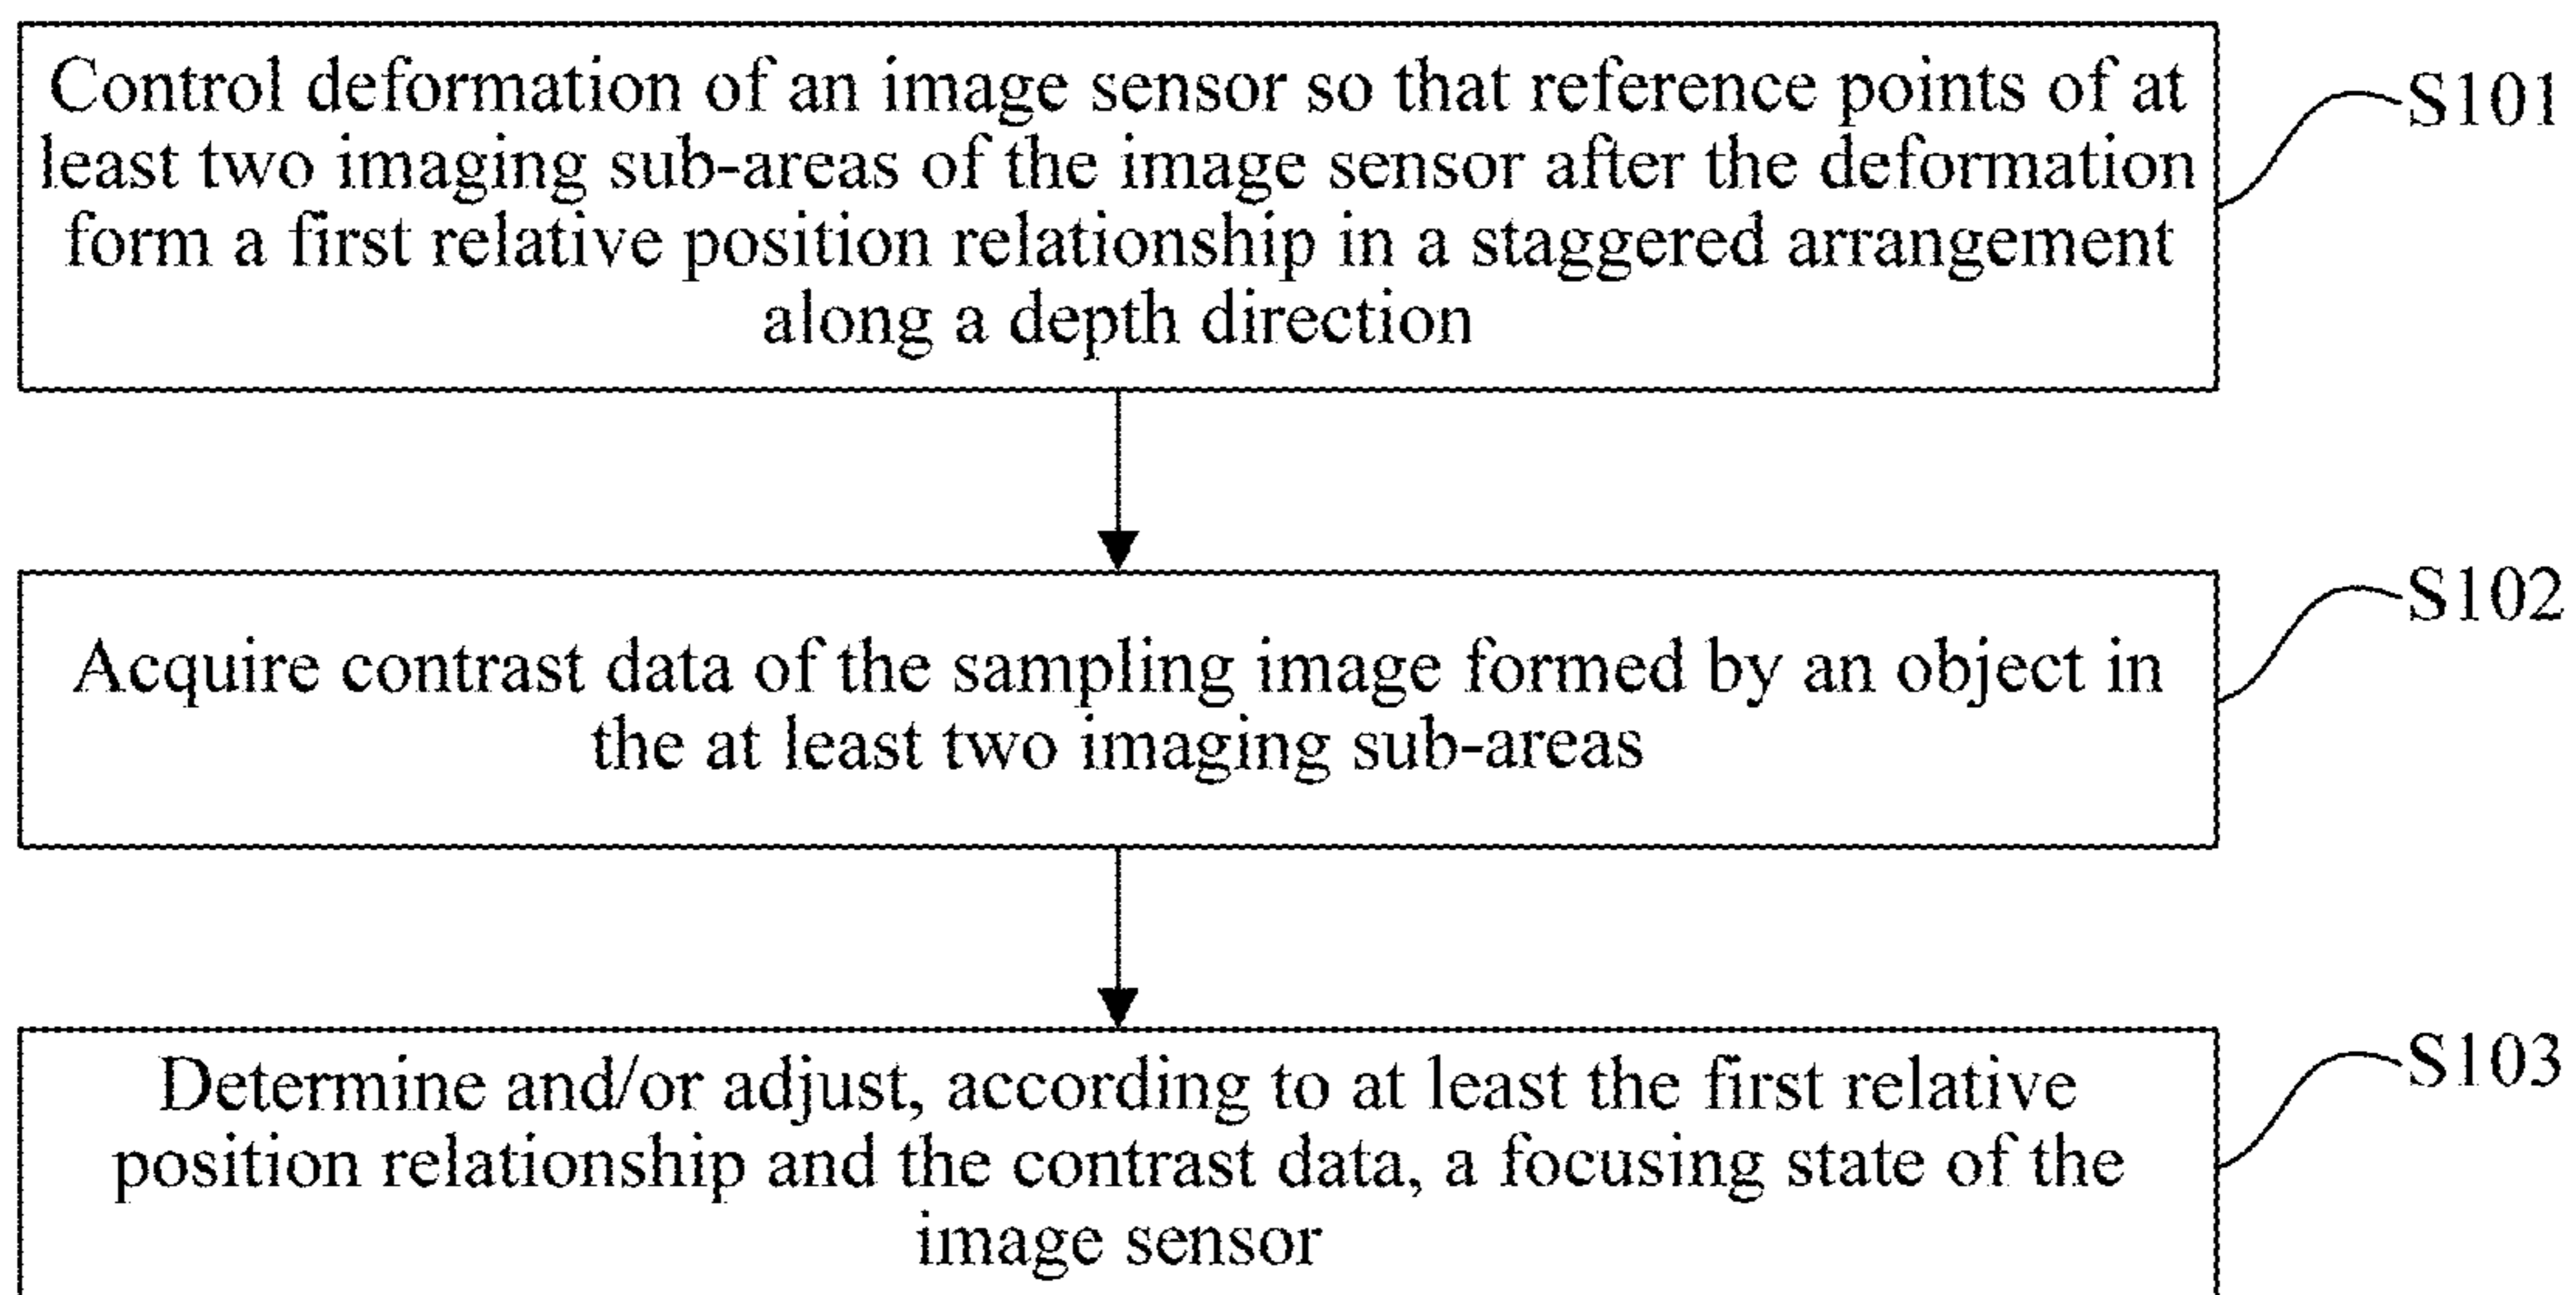 Control deformation of an image sensor so that reference points of at
least two imaging sub-areas of the image sensor after the deformation
form a first relative position relationship in a staggered arrangement
along a depth direction
S101
Acquire contrast data of the sampling image formed by an object in
the at least two imaging sub-areas
S102
Determine and/or adjust, according to at least the first relative
position relationship and the contrast data, a focusing state of the
image sensor
S103